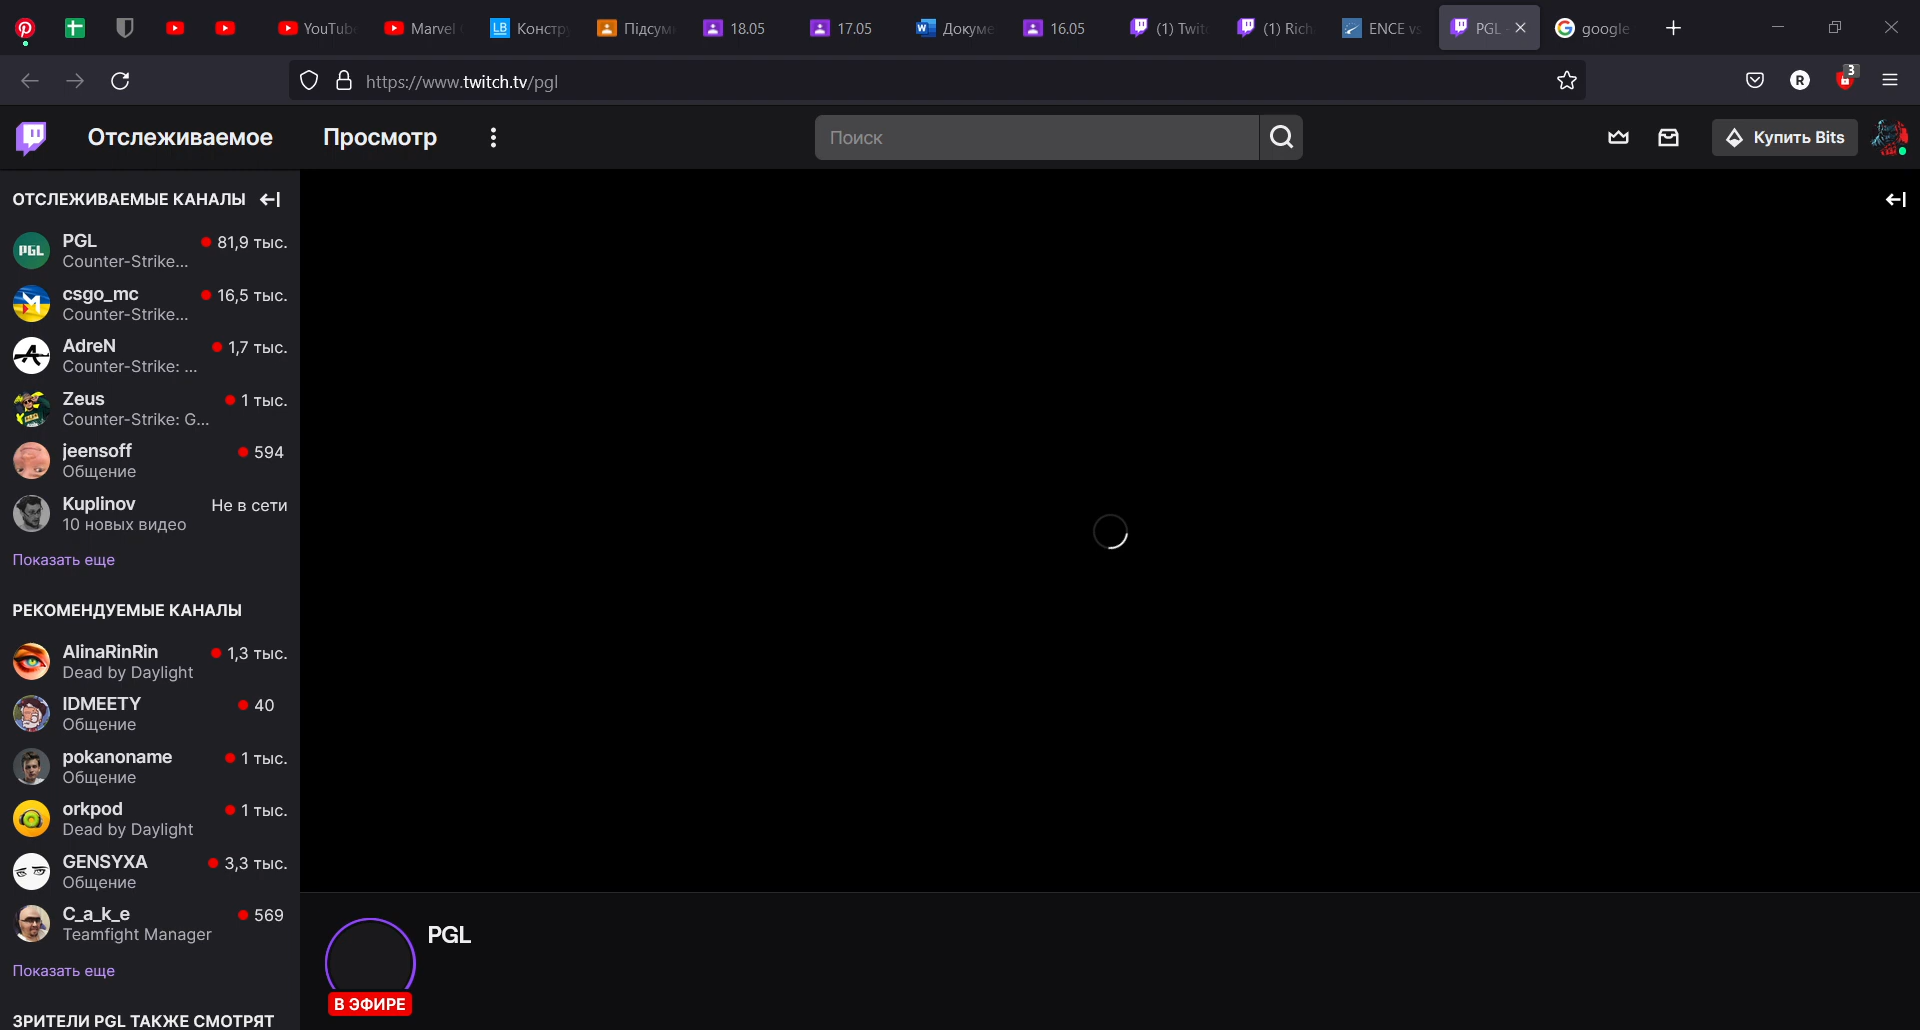 YouTube
Marvel
Констр
Підсум
18.05
17.05
Докуме
16.05
(1) Twit
(1) Rich
ENCE vs
PGL -
google
https://www.twitch.tv/pgl
3
Отслеживаемое
Просмотр
Поиск
Купить Bits
ОТСЛЕЖИВАЕМЫЕ КАНАЛЫ
PGL
81,9 тыс.
Counter-Strike...
csgo_mc
16,5 тыс.
Counter-Strike...
AdreN
1,7 тыс.
Counter-Strike: ...
Zeus
1 тыс.
Counter-Strike: G...
jeensoff
594
Общение
Kuplinov
Не в сети
10 новых видео
Показать еще
РЕКОМЕНДУЕМЫЕ КАНАЛЫ
AlinaRinRin
1,3 тыс.
Dead by Daylight
IDMEETY
40
Общение
pokanoname
1 тыс.
Общение
orkpod
1 тыс.
Dead by Daylight
GENSYXA
3,3 тыс.
Общение
C_a_k_e
569
Teamfight Manager
Показать еще
ЗРИТЕЛИ PGL ТАКЖЕ СМОТРЯТ
PGL
В ЭФИРЕ